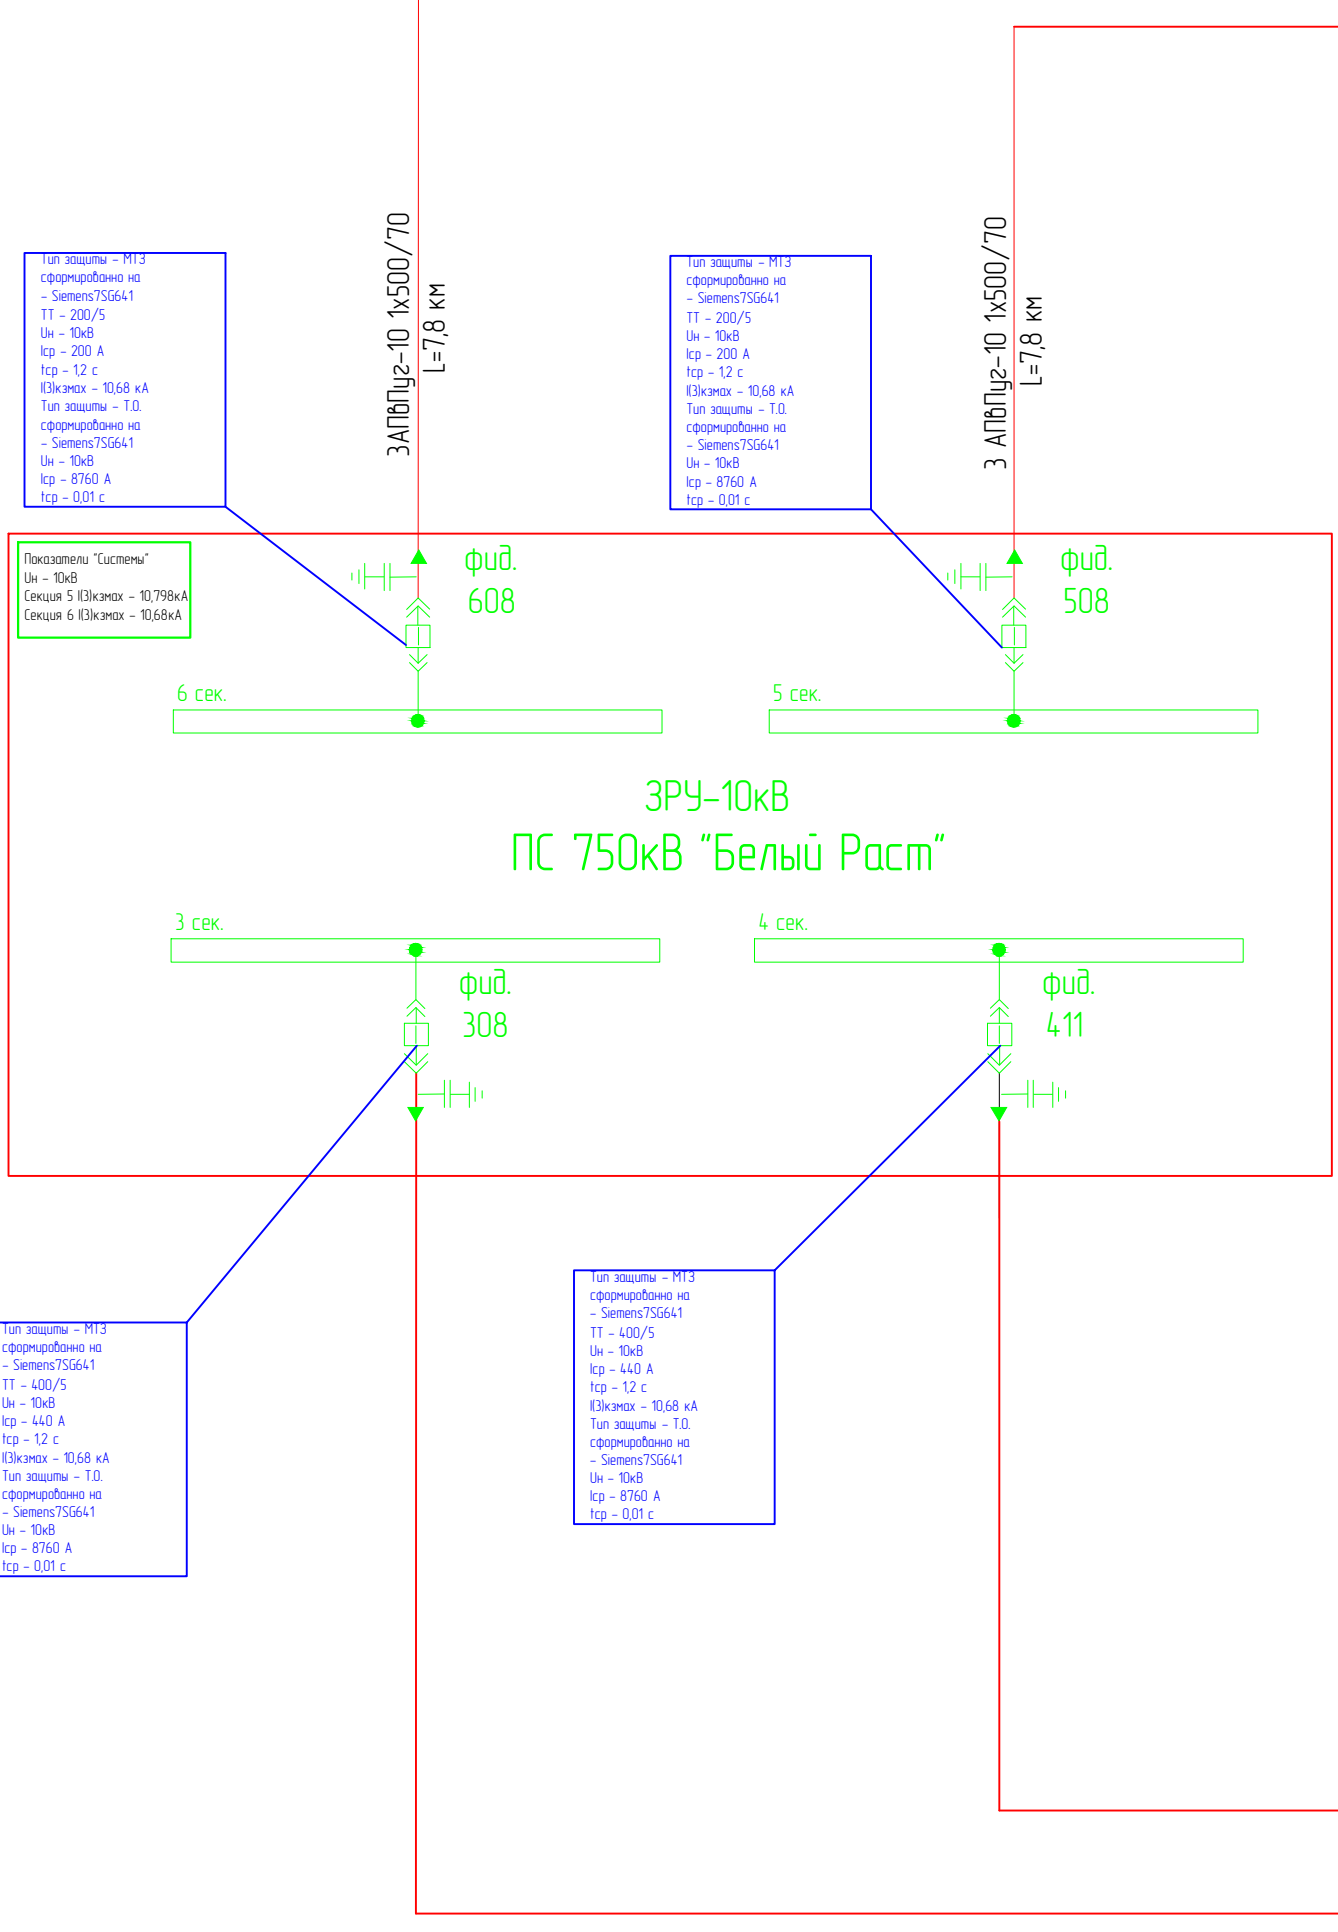 3АПвПуг-10 1х500/70
L=7,8 км
3 АПвПуг-10 1х500/70
L=7,8 км
Тип защиты - МТЗ
сформированно на
- Siemens7SG641
ТТ - 200/5
Uн - 10кВ
Iср - 200 А
tср - 1,2 с
I(3)кзмах - 10,68 кА
Тип защиты - Т.О.
сформированно на
- Siemens7SG641
Uн - 10кВ
Iср - 8760 А
tср - 0,01 с
Тип защиты - МТЗ
сформированно на
- Siemens7SG641
ТТ - 200/5
Uн - 10кВ
Iср - 200 А
tср - 1,2 с
I(3)кзмах - 10,68 кА
Тип защиты - Т.О.
сформированно на
- Siemens7SG641
Uн - 10кВ
Iср - 8760 А
tср - 0,01 с
Показатели "Системы"
Uн - 10кВ
Секция 5 I(3)кзмах - 10,798кА
Секция 6 I(3)кзмах - 10,68кА
фид.
608
фид.
508
6 сек.
5 сек.
ЗРУ-10кВ
ПС 750кВ "Белый Раст"
3 сек.
4 сек.
фид.
308
фид.
411
Тип защиты - МТЗ
сформированно на
- Siemens7SG641
ТТ - 400/5
Uн - 10кВ
Iср - 440 А
tср - 1,2 с
I(3)кзмах - 10,68 кА
Тип защиты - Т.О.
сформированно на
- Siemens7SG641
Uн - 10кВ
Iср - 8760 А
tср - 0,01 с
Тип защиты - МТЗ
сформированно на
- Siemens7SG641
ТТ - 400/5
Uн - 10кВ
Iср - 440 А
tср - 1,2 с
I(3)кзмах - 10,68 кА
Тип защиты - Т.О.
сформированно на
- Siemens7SG641
Uн - 10кВ
Iср - 8760 А
tср - 0,01 с